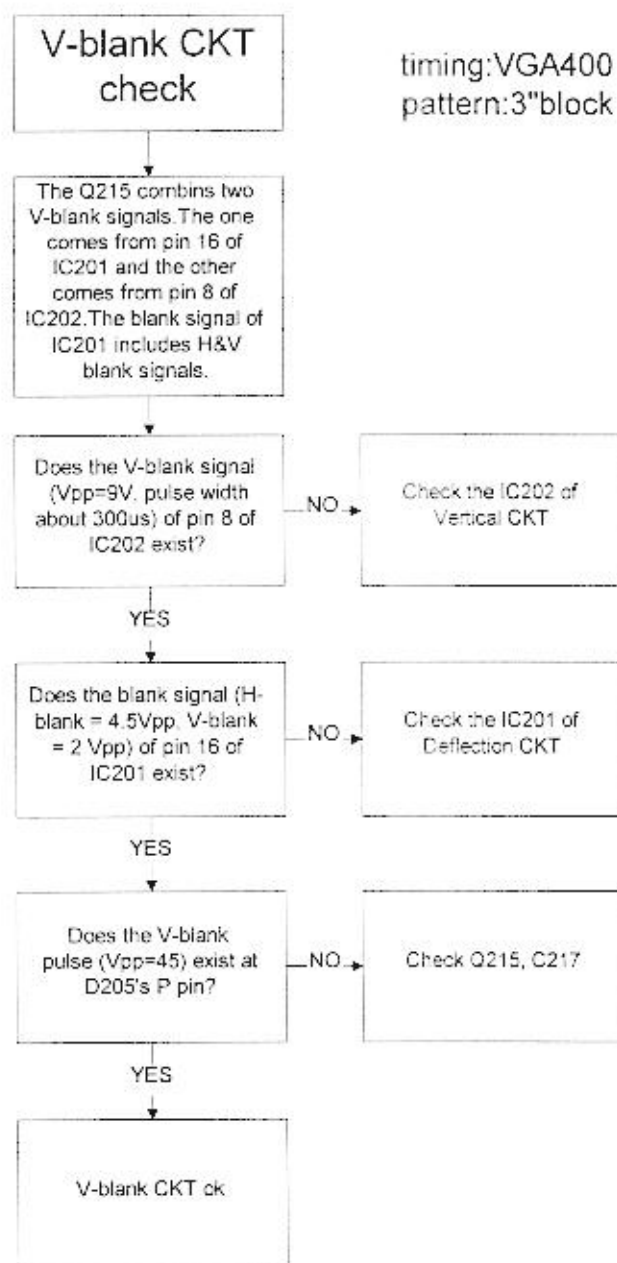 V-blank CKT
check
timing:VGA400
pattern:3"block
The Q215 combines two
V-blank signals.The one
comes from pin 16 of
IC201 and the other
comes from pin 8 of
IC202.The blank signal of
IC201 includes H&V
blank signals.
Does the V-blank signal
(Vpp=9V, pulse width
about 300us) of pin 8 of
IC202 exist?
NO
Check the IC202 of
Vertical CKT
YES
Does the blank signal (H-
blank = 4.5Vpp, V-blank
= 2 Vpp) of pin 16 of
IC201 exist?
NO
Check the IC201 of
Deflection CKT
YES
Does the V-blank
pulse (Vpp=45) exist at
D205's P pin?
NO
Check Q215, C217
YES
V-blank CKT ok